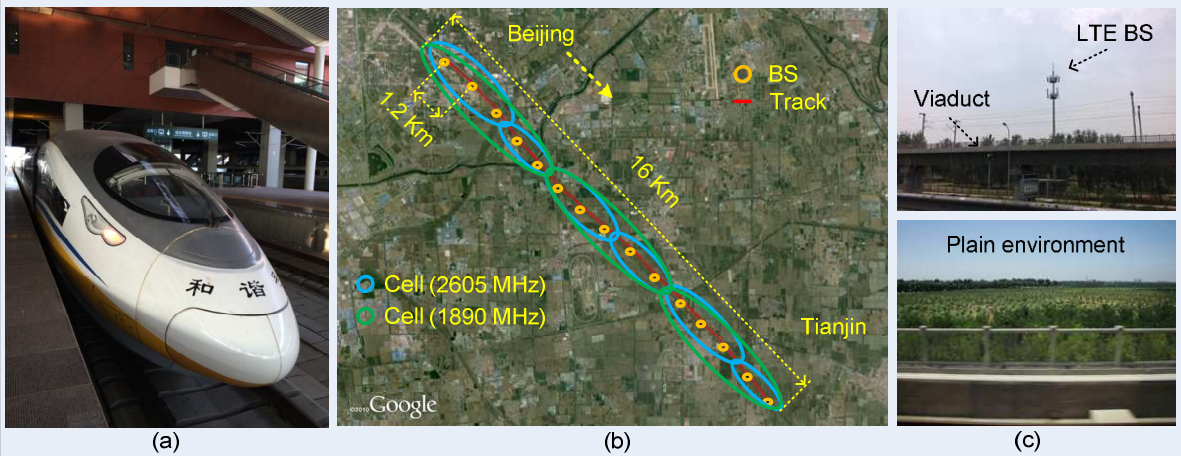 和 谐
(a)
Beijing
BS
Track
1.2 Km
16 Km
Cell (2605 MHz)
Cell (1890 MHz)
Tianjin
©2010 Google
(b)
LTE BS
Viaduct
Plain environment
(c)